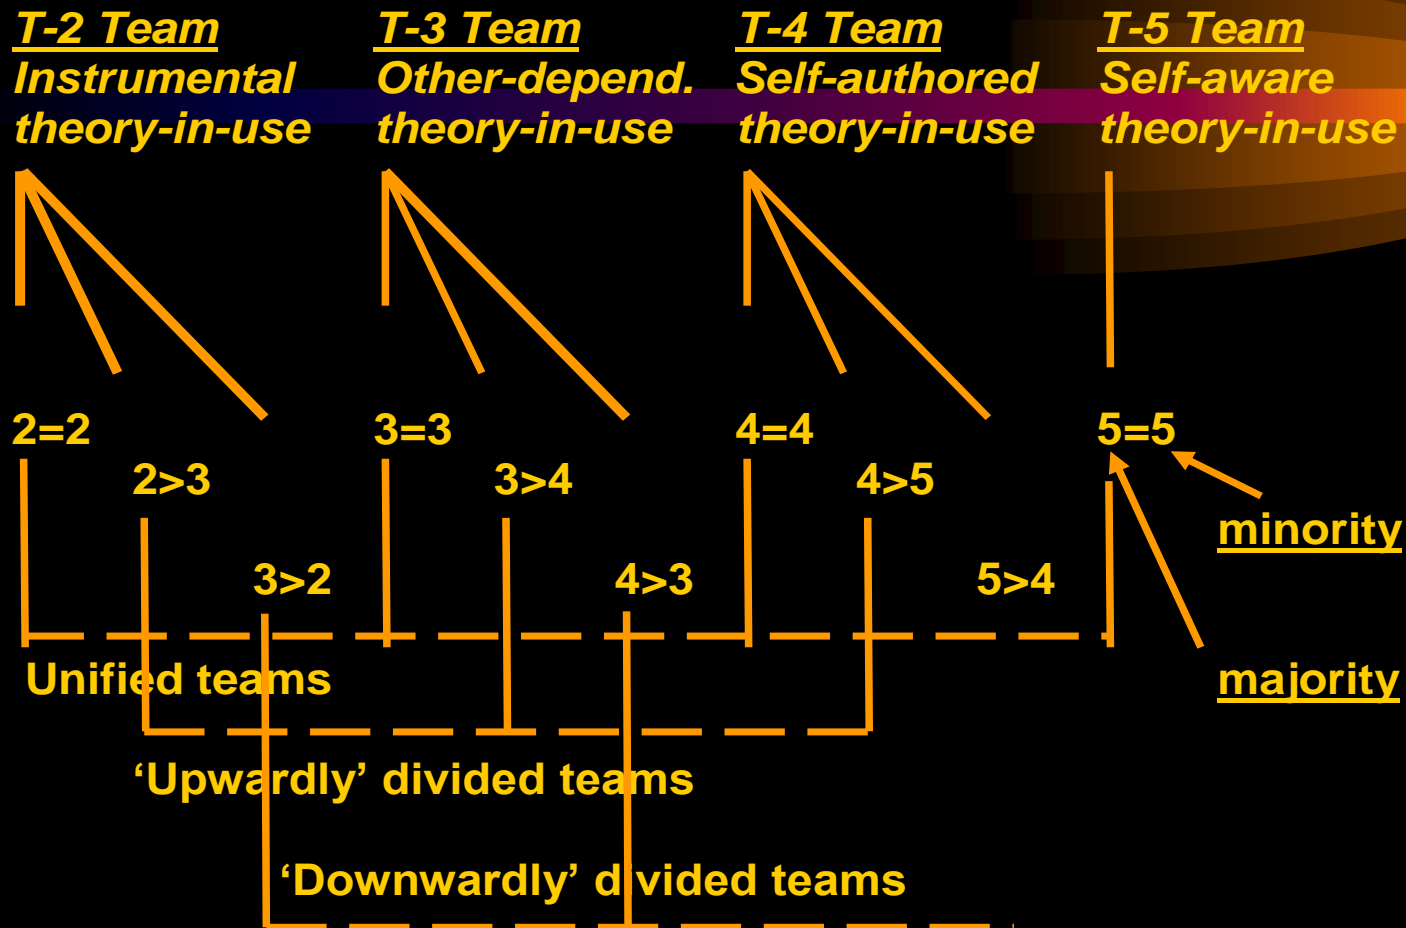 T-2 Team
Instrumental
theory-in-use
T-3 Team
Other-depend.
theory-in-use
T-4 Team
Self-authored
theory-in-use
T-5 Team
Self-aware
theory-in-use
2=2
3=3
4=4
5=5
2>3
3>4
4>5
minority
3>2
4>3
5>4
Unified teams
majority
‘Upwardly’ divided teams
‘Downwardly’ divided teams